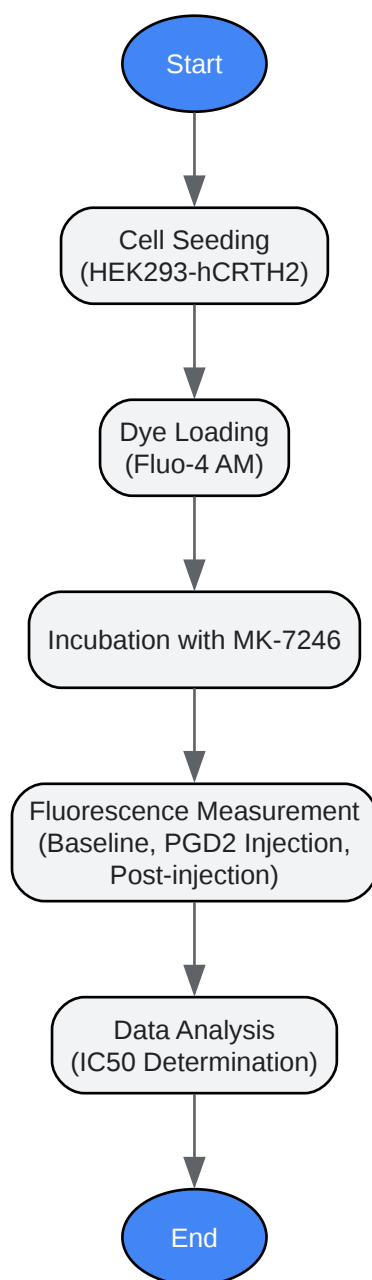 Start
Cell Seeding
(HEK293-hCRTH2)
Dye Loading
(Fluo-4 AM)
Incubation with MK-7246
Fluorescence Measurement
(Baseline, PGD2 Injection,
Post-injection)
Data Analysis
(IC50 Determination)
End